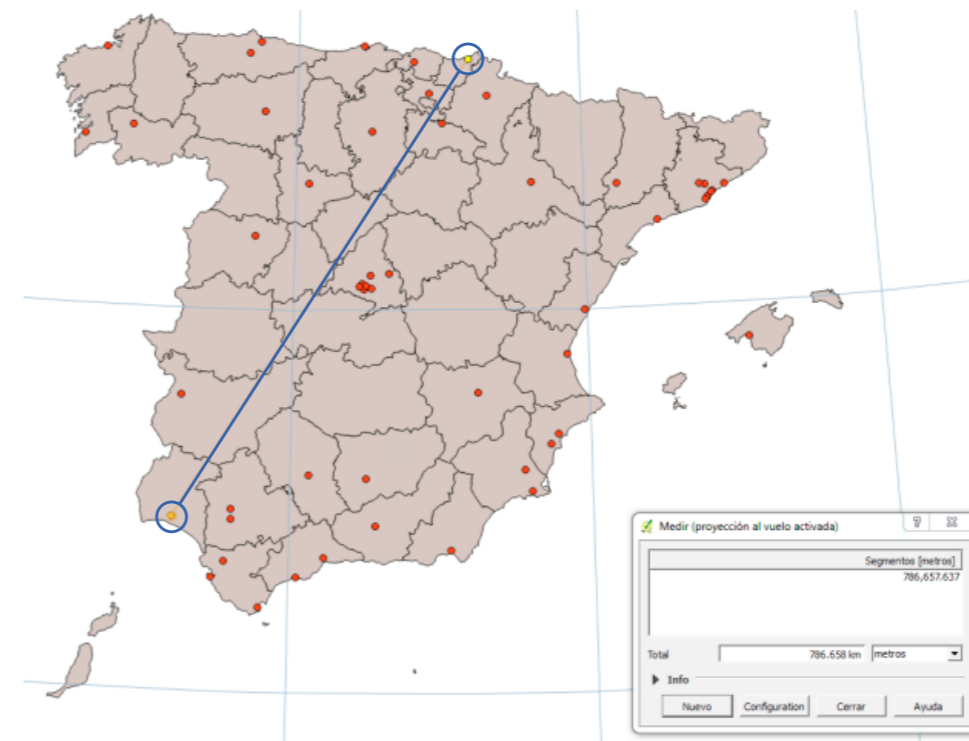 Medir (proyección al vuelo activada)
Segmentos [metros]
786,657.637
Total 786.658 km metros
Info
Nuevo Configuration Cerrar Ayuda